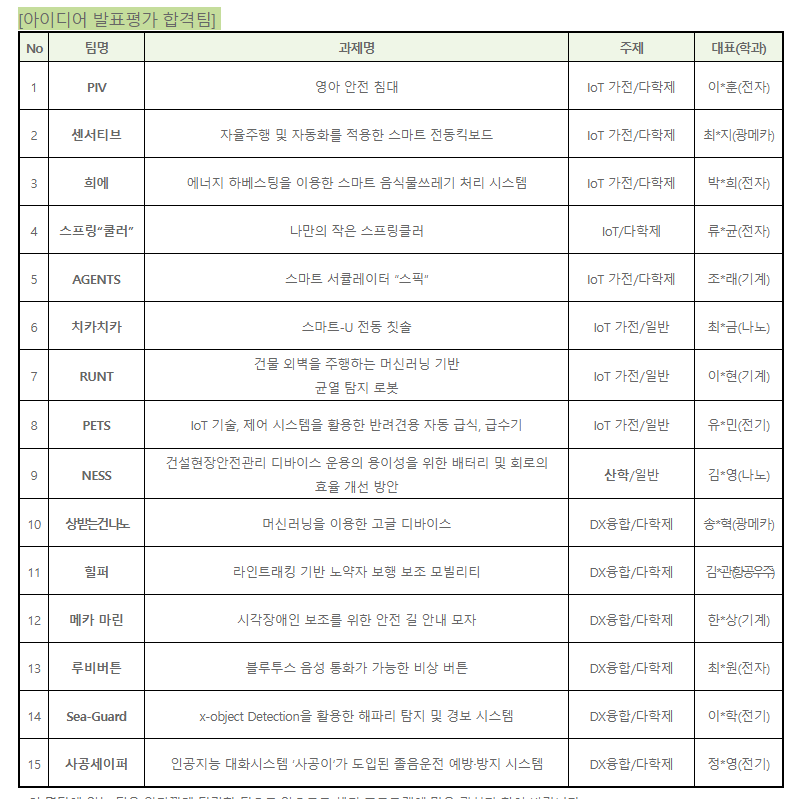 [아이디어 발표평가 합격팀]
No 팀명 과제명 주제 대표(학과)
1 PIV 영아 안전 침대 IoT 가전/다학제 이*훈(전자)
2 센서티브 자율주행 및 자동화를 적용한 스마트 전동킥보드 IoT 가전/다학제 최*지(광메카)
3 희에 에너지 하베스팅을 이용한 스마트 음식물쓰레기 처리 시스템 IoT 가전/다학제 박*희(전자)
4 스프링“쿨러” 나만의 작은 스프링클러 IoT/다학제 류*균(전자)
5 AGENTS 스마트 서큘레이터 “스픽” IoT 가전/다학제 조*래(기계)
6 치카치카 스마트-U 전동 칫솔 IoT 가전/일반 최*금(나노)
7 RUNT 건물 외벽을 주행하는 머신러닝 기반
균열 탐지 로봇 IoT 가전/일반 이*현(기계)
8 PETS IoT 기술, 제어 시스템을 활용한 반려견용 자동 급식, 급수기 IoT 가전/일반 유*민(전기)
9 NESS 건설현장안전관리 디바이스 운용의 용이성을 위한 배터리 및 회로의
효율 개선 방안 산학/일반 김*영(나노)
10 상받는건나노 머신러닝을 이용한 고글 디바이스 DX융합/다학제 송*혁(광메카)
11 힐퍼 라인트래킹 기반 노약자 보행 보조 모빌리티 DX융합/다학제 김*관(항공우주)
12 메카 마린 시각장애인 보조를 위한 안전 길 안내 모자 DX융합/다학제 한*상(기계)
13 루비버튼 블루투스 음성 통화가 가능한 비상 버튼 DX융합/다학제 최*원(전자)
14 Sea-Guard x-object Detection을 활용한 해파리 탐지 및 경보 시스템 DX융합/다학제 이*학(전기)
15 사공세이퍼 인공지능 대화시스템 ‘사공이’가 도입된 졸음운전 예방·방지 시스템 DX융합/다학제 정*영(전기)